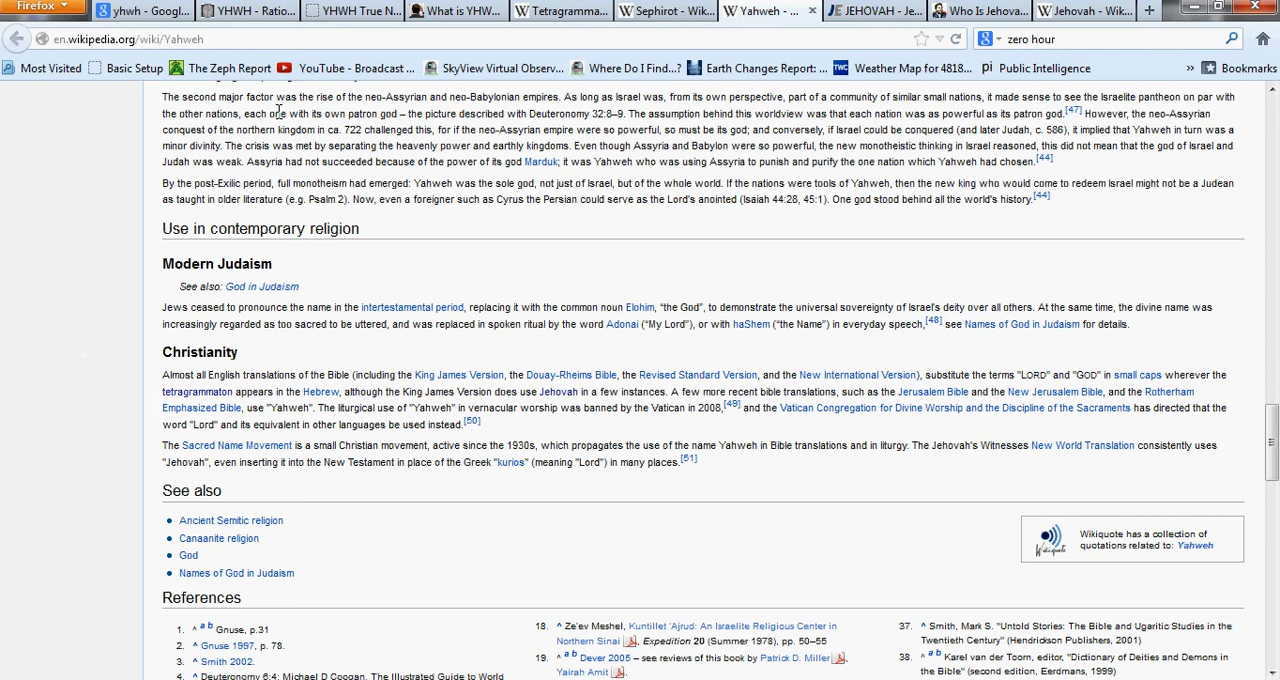 Firefox
yhwh - Googl...
YHWH - Ratio...
YHWH True N...
What is YHW...
Tetragramma...
Sephirot - Wik...
Yahweh - ...
JEHOVAH - Je...
Who Is Jehova...
Jehovah - Wik...
en.wikipedia.org/wiki/Yahweh
zero hour
Most Visited
Basic Setup
The Zeph Report
YouTube - Broadcast ...
SkyView Virtual Observ...
Where Do I Find...?
Earth Changes Report: ...
Weather Map for 4818...
Public Intelligence
»
Bookmarks
The second major factor was the rise of the neo-Assyrian and neo-Babylonian empires. As long as Israel was, from its own perspective, part of a community of similar small nations, it made sense to see the Israelite pantheon on par with
the other nations, each one with its own patron god – the picture described with Deuteronomy 32:8–9. The assumption behind this worldview was that each nation was as powerful as its patron god.[47] However, the neo-Assyrian
conquest of the northern kingdom in ca. 722 challenged this, for if the neo-Assyrian empire were so powerful, so must be its god; and conversely, if Israel could be conquered (and later Judah, c. 586), it implied that Yahweh in turn was a
minor divinity. The crisis was met by separating the heavenly power and earthly kingdoms. Even though Assyria and Babylon were so powerful, the new monotheistic thinking in Israel reasoned, this did not mean that the god of Israel and
Judah was weak. Assyria had not succeeded because of the power of its god Marduk; it was Yahweh who was using Assyria to punish and purify the one nation which Yahweh had chosen.[44]
By the post-Exilic period, full monotheism had emerged: Yahweh was the sole god, not just of Israel, but of the whole world. If the nations were tools of Yahweh, then the new king who would come to redeem Israel might not be a Judean
as taught in older literature (e.g. Psalm 2). Now, even a foreigner such as Cyrus the Persian could serve as the Lord's anointed (Isaiah 44:28, 45:1). One god stood behind all the world's history.[44]
Use in contemporary religion
Modern Judaism
See also: God in Judaism
Jews ceased to pronounce the name in the intertestamental period, replacing it with the common noun Elohim, “the God”, to demonstrate the universal sovereignty of Israel's deity over all others. At the same time, the divine name was
increasingly regarded as too sacred to be uttered, and was replaced in spoken ritual by the word Adonai (“My Lord”), or with haShem (“the Name”) in everyday speech,[48] see Names of God in Judaism for details.
Christianity
Almost all English translations of the Bible (including the King James Version, the Douay–Rheims Bible, the Revised Standard Version, and the New International Version), substitute the terms "LORD" and "GOD" in small caps wherever the
tetragrammaton appears in the Hebrew, although the King James Version does use Jehovah in a few instances. A few more recent bible translations, such as the Jerusalem Bible and the New Jerusalem Bible, and the Rotherham
Emphasized Bible, use "Yahweh". The liturgical use of "Yahweh" in vernacular worship was banned by the Vatican in 2008,[49] and the Vatican Congregation for Divine Worship and the Discipline of the Sacraments has directed that the
word "Lord" and its equivalent in other languages be used instead.[50]
The Sacred Name Movement is a small Christian movement, active since the 1930s, which propagates the use of the name Yahweh in Bible translations and in liturgy. The Jehovah's Witnesses New World Translation consistently uses
"Jehovah", even inserting it into the New Testament in place of the Greek "kurios" (meaning "Lord") in many places.[51]
See also
Ancient Semitic religion
Canaanite religion
God
Names of God in Judaism
Wikiquote has a collection of
quotations related to: Yahweh
Wikiquote
References
1. ^ a b Gnuse, p.31
2. ^ Gnuse 1997, p. 78.
3. ^ Smith 2002.
4. ^ Deuteronomy 6:4; Michael D Coogan, The Illustrated Guide to World
18. ^ Ze'ev Meshel, Kuntillet 'Ajrud: An Israelite Religious Center in
Northern Sinai, Expedition 20 (Summer 1978), pp. 50–55
19. ^ a b Dever 2005 – see reviews of this book by Patrick D. Miller,
Yairah Amit.
37. ^ Smith, Mark S. "Untold Stories: The Bible and Ugaritic Studies in the
Twentieth Century" (Hendrickson Publishers, 2001)
38. ^ Karel van der Toorn, editor, "Dictionary of Deities and Demons in
the Bible" (second edition, Eerdmans, 1999)